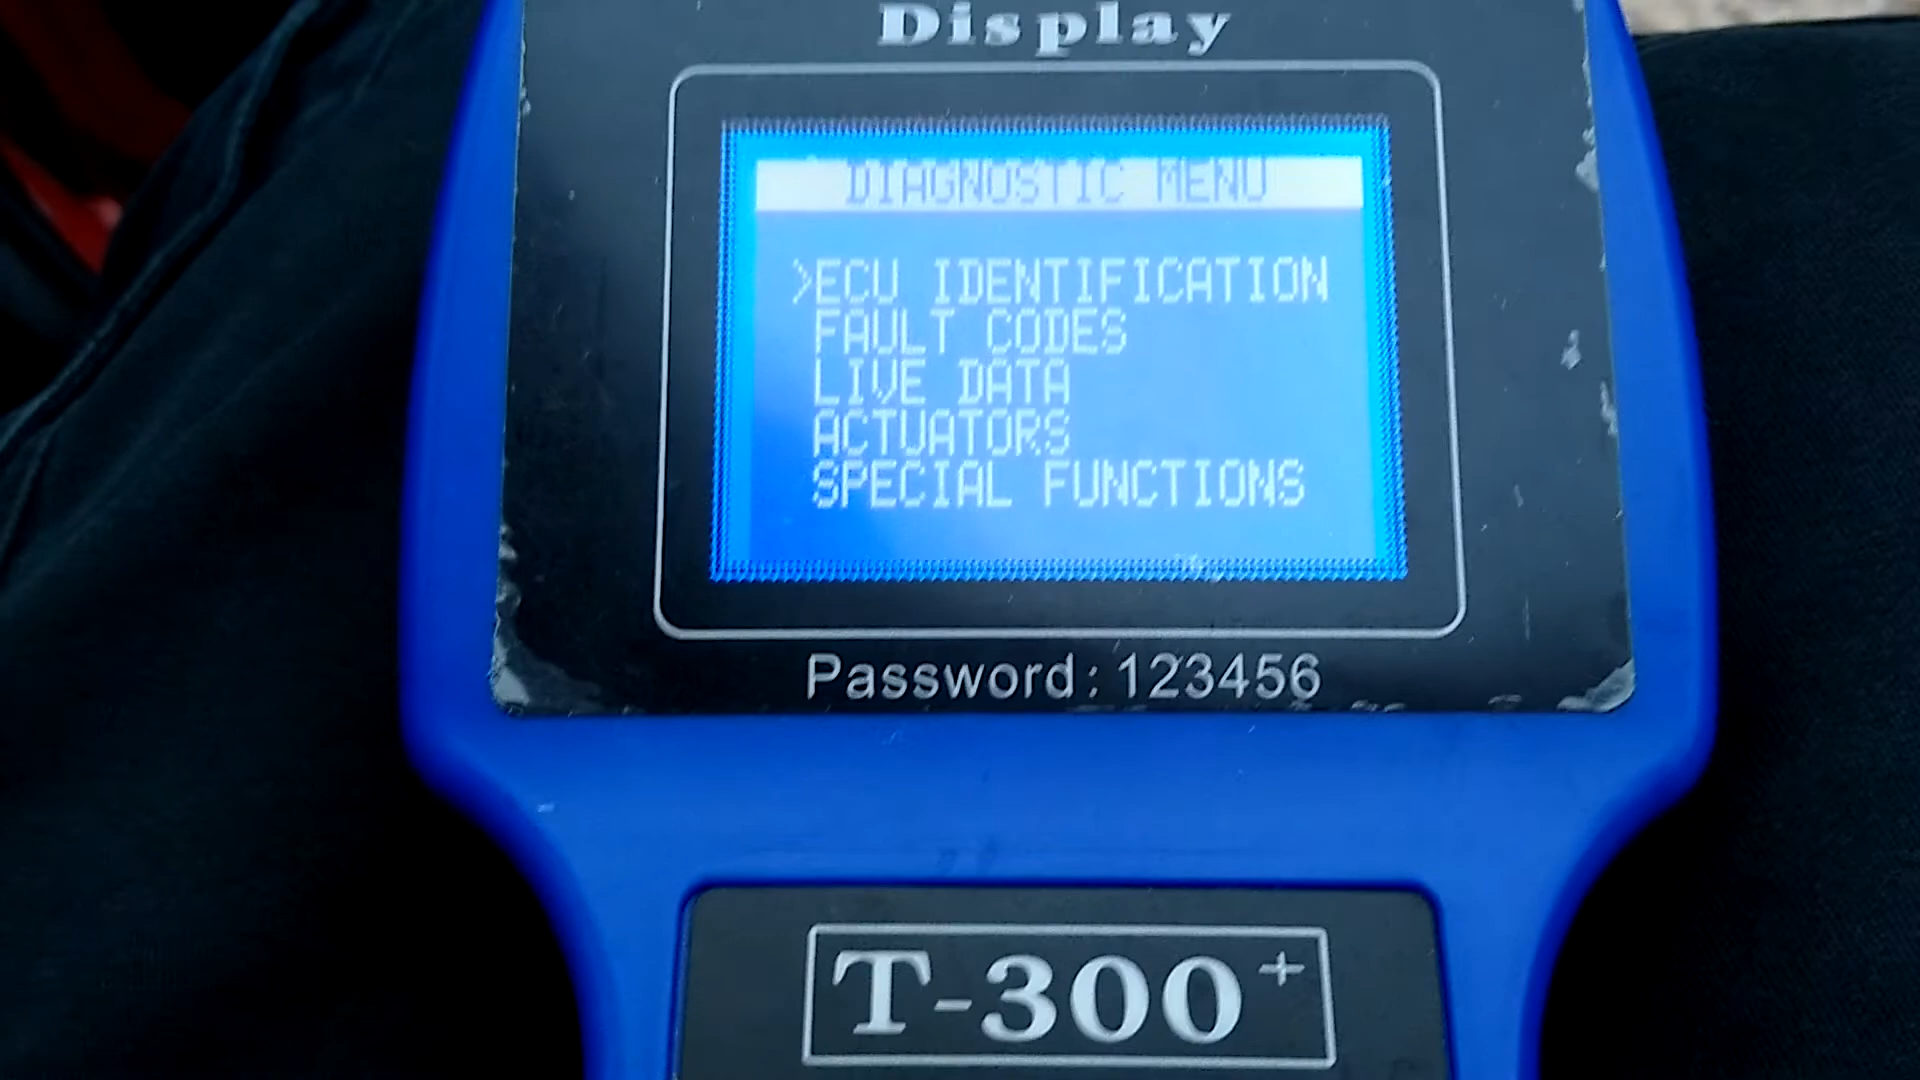 Display
DIAGNOSTIC MENU
>ECU IDENTIFICATION
FAULT CODES
LIVE DATA
ACTUATORS
SPECIAL FUNCTIONS
Password: 123456
T-300+